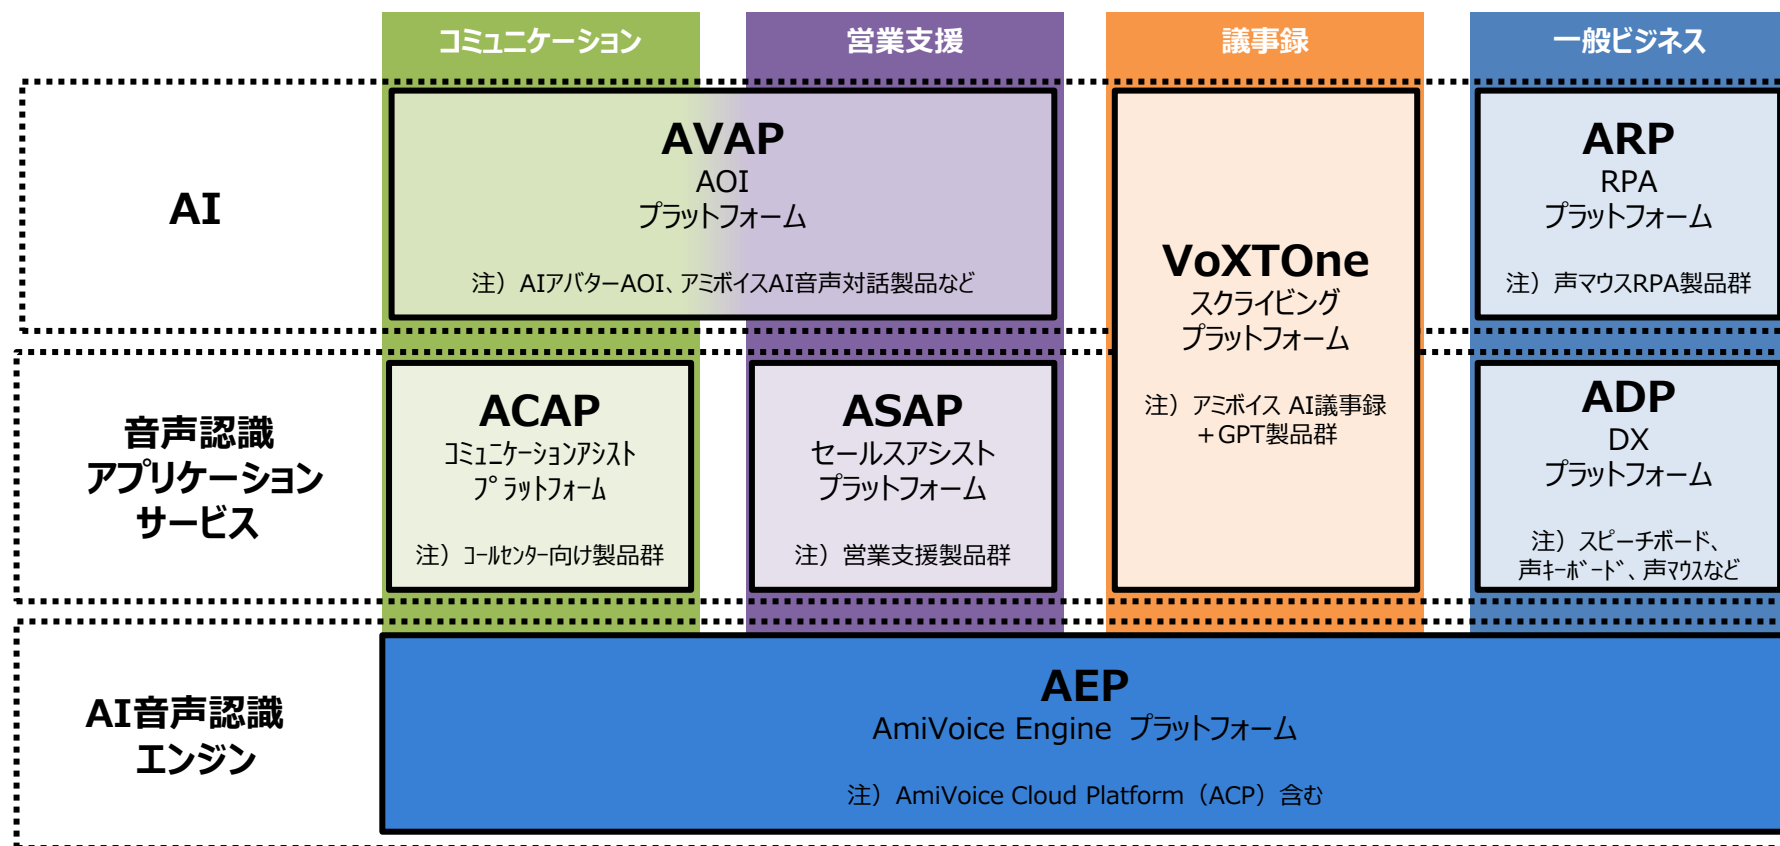 コミュニケーション
営業支援
議事録
一般ビジネス
AI
AVAP
AOI
プラットフォーム
注）AIアバターAOI、アミボイスAI音声対話製品など
VoXTOne
スクライビング
プラットフォーム
注）アミボイス AI議事録
＋GPT製品群
ARP
RPA
プラットフォーム
注）声マウスRPA製品群
音声認識
アプリケーション
サービス
ACAP
ｺﾐｭﾆｹｰｼｮﾝｱｼｽﾄ
ﾌﾟﾗｯﾄﾌｫｰﾑ
注）ｺｰﾙｾﾝﾀｰ向け製品群
ASAP
セールスアシスト
プラットフォーム
注）営業支援製品群
ADP
DX
プラットフォーム
注）スピーチボード、
声ｷｰﾎﾞｰﾄﾞ、声ﾏｳｽなど
AI音声認識
エンジン
AEP
AmiVoice Engine プラットフォーム
注）AmiVoice Cloud Platform（ACP）含む